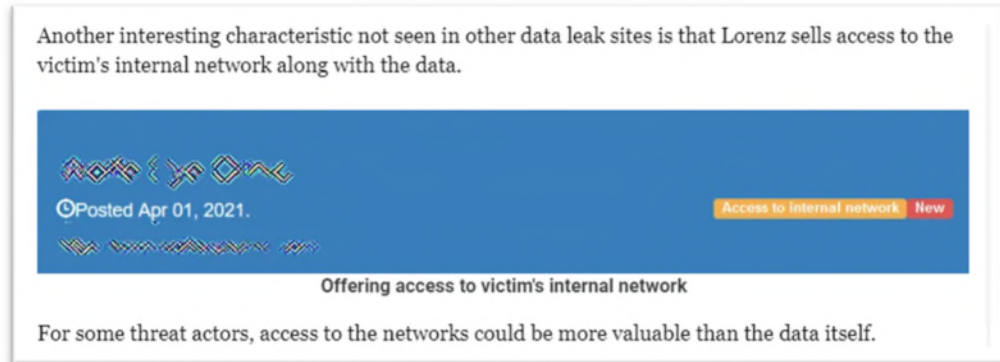 Another interesting characteristic not seen in other data leak sites is that Lorenz sells access to the
victim's internal network along with the data.
Posted Apr 01, 2021.
Access to internal network New
Offering access to victim's internal network
For some threat actors, access to the networks could be more valuable than the data itself.